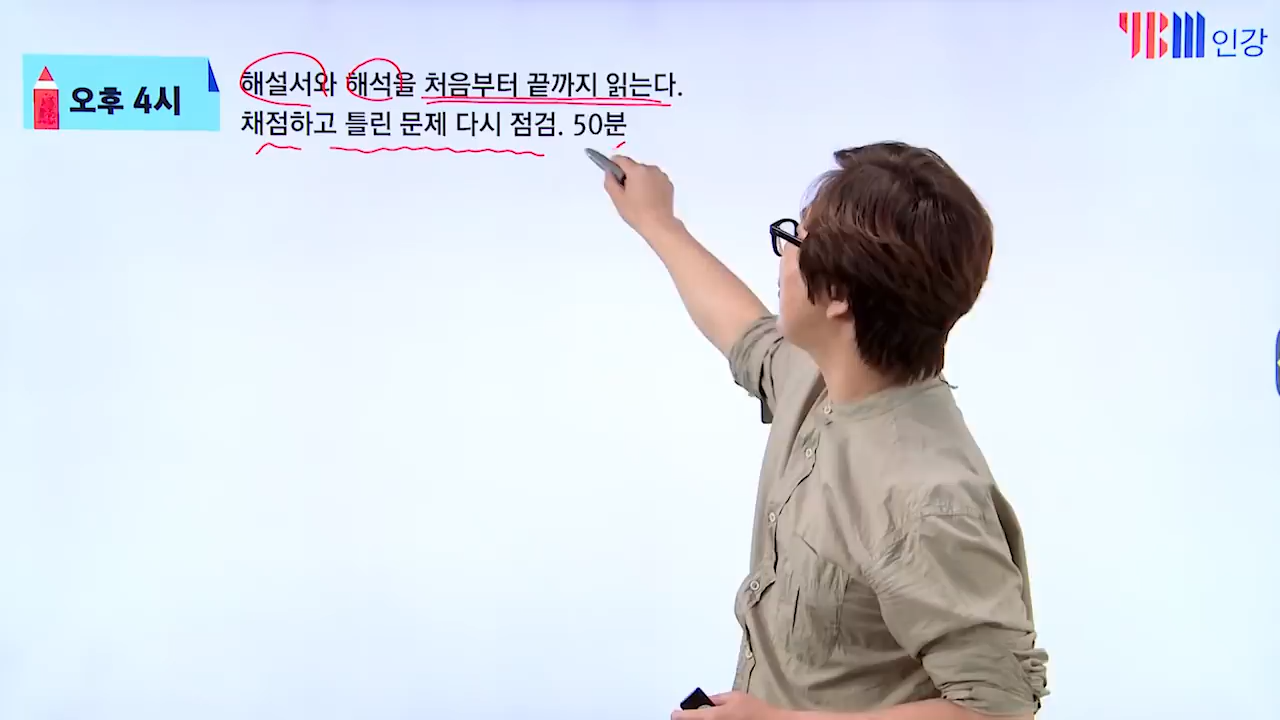 YBM 인강
오후 4시
해설서와 해석을 처음부터 끝까지 읽는다.
채점하고 틀린 문제 다시 점검. 50분